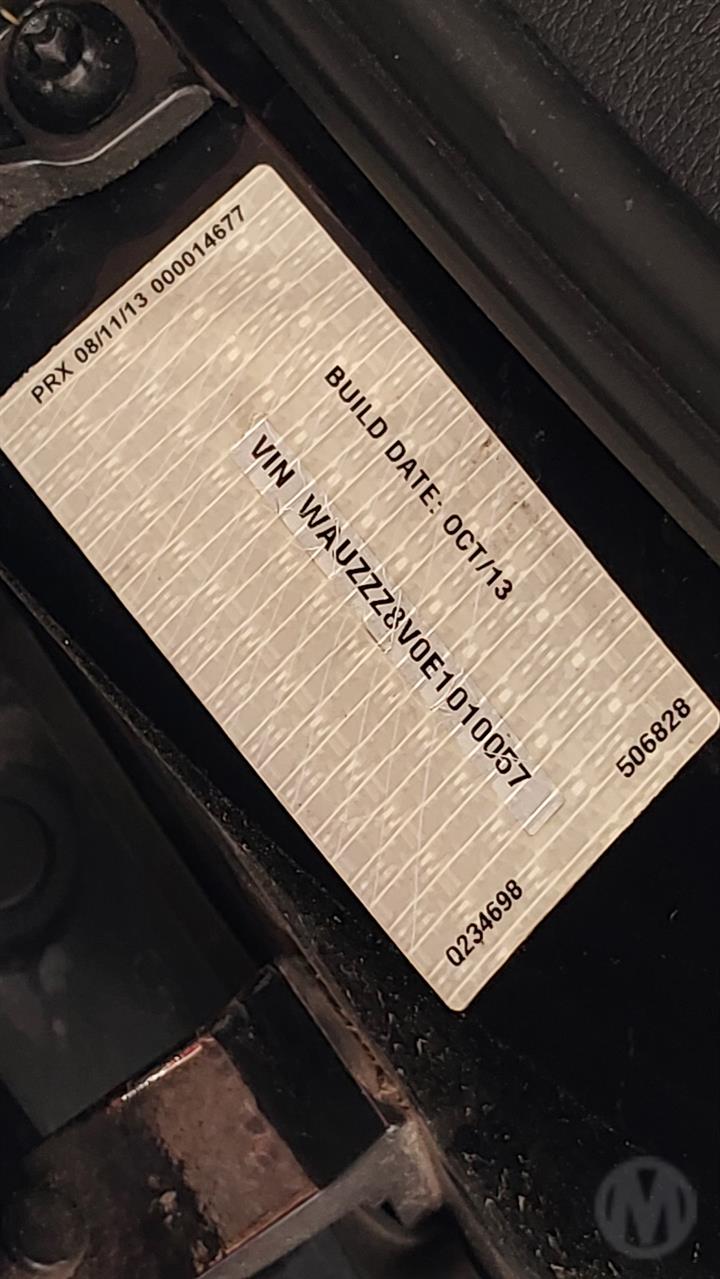 PRX 08/11/13 000014677
BUILD DATE: OCT/13
VIN WAUZZZ8V0E1010057
506828
Q234698
M